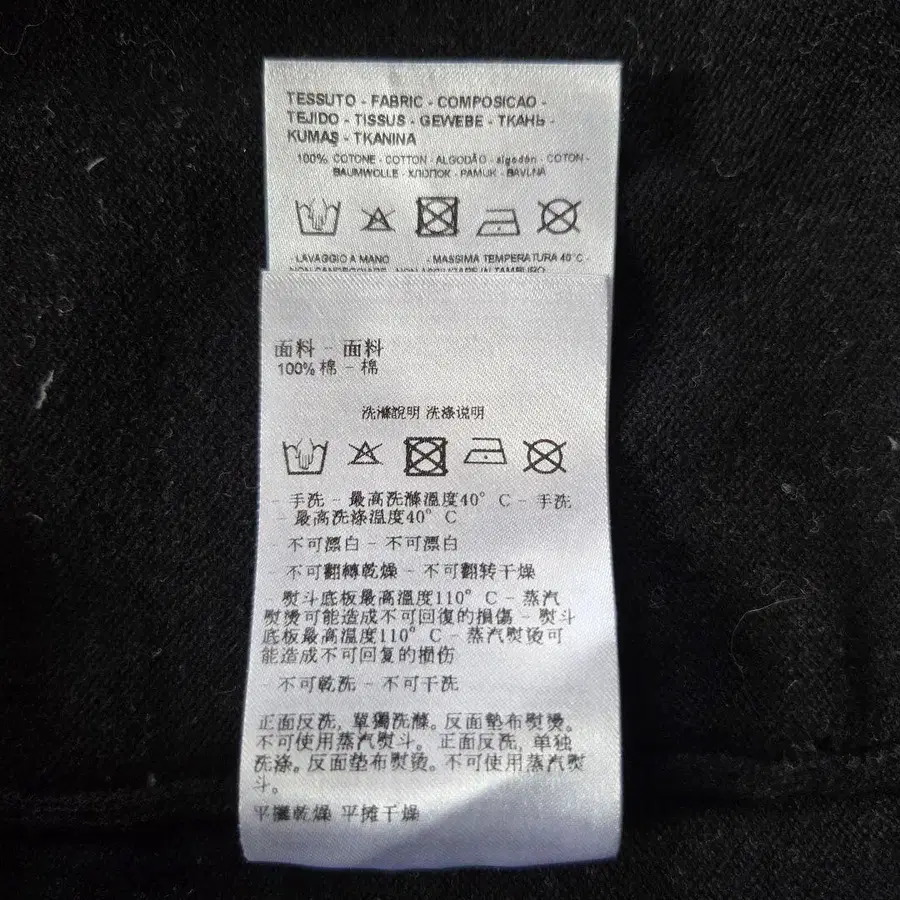 TESSUTO - FABRIC - COMPOSICAO -
TEJIDO - TISSUS - GEWEBE - TKAHЬ -
KUMAŞ - TKANINA
100% COTONE - COTTON - ALGODÃO - algodón - COTON -
BAUMWOLLE - ХЛОПОК - PAMUK - BAVLNA
- LAVAGGIO A MANO - MASSIMA TEMPERATURA 40°C -
NON CANDEGGIARE - NON ASCIUGARE IN TAMBURO
面料 - 面料
100% 棉 - 棉
洗滌說明 洗涤说明
- 手洗 - 最高洗滌溫度40° C - 手洗
- 最高洗涤温度40° C
- 不可漂白 - 不可漂白
- 不可翻轉乾燥 - 不可翻转干燥
- 熨斗底板最高溫度110° C - 蒸汽
熨燙可能造成不可回復的損傷 - 熨斗
底板最高温度110° C - 蒸汽熨烫可
能造成不可回复的损伤
- 不可乾洗 - 不可干洗
正面反洗, 單獨洗滌。反面墊布熨燙。
不可使用蒸汽熨斗。 正面反洗, 单独
洗涤。反面垫布熨烫。不可使用蒸汽熨
斗。
平攤乾燥 平摊干燥